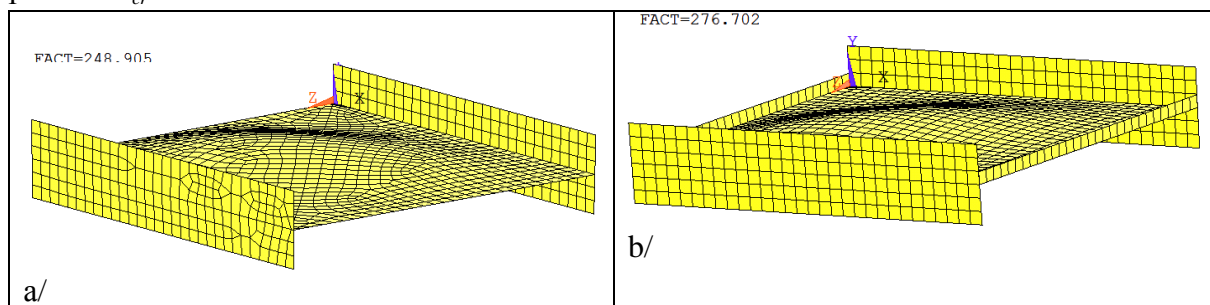 FACT=248.905
Z X
a/
FACT=276.702
Y
X
b/